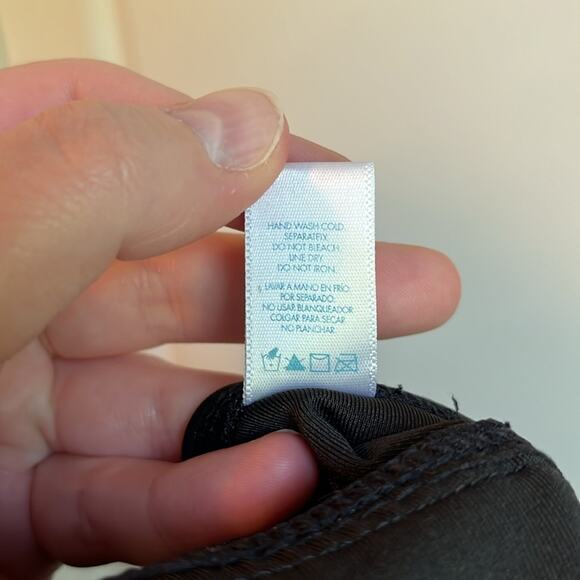 HAND WASH COLD.
SEPARATFIX
DO NOT BLEACH.
LINE DRY.
DO NOT IRON.
LAVAR A MANO EN FRÍO
POR SEPARADO.
NO USAR BLANQUEADOR
COLGAR PARA SECAR
NO PLANCHAR